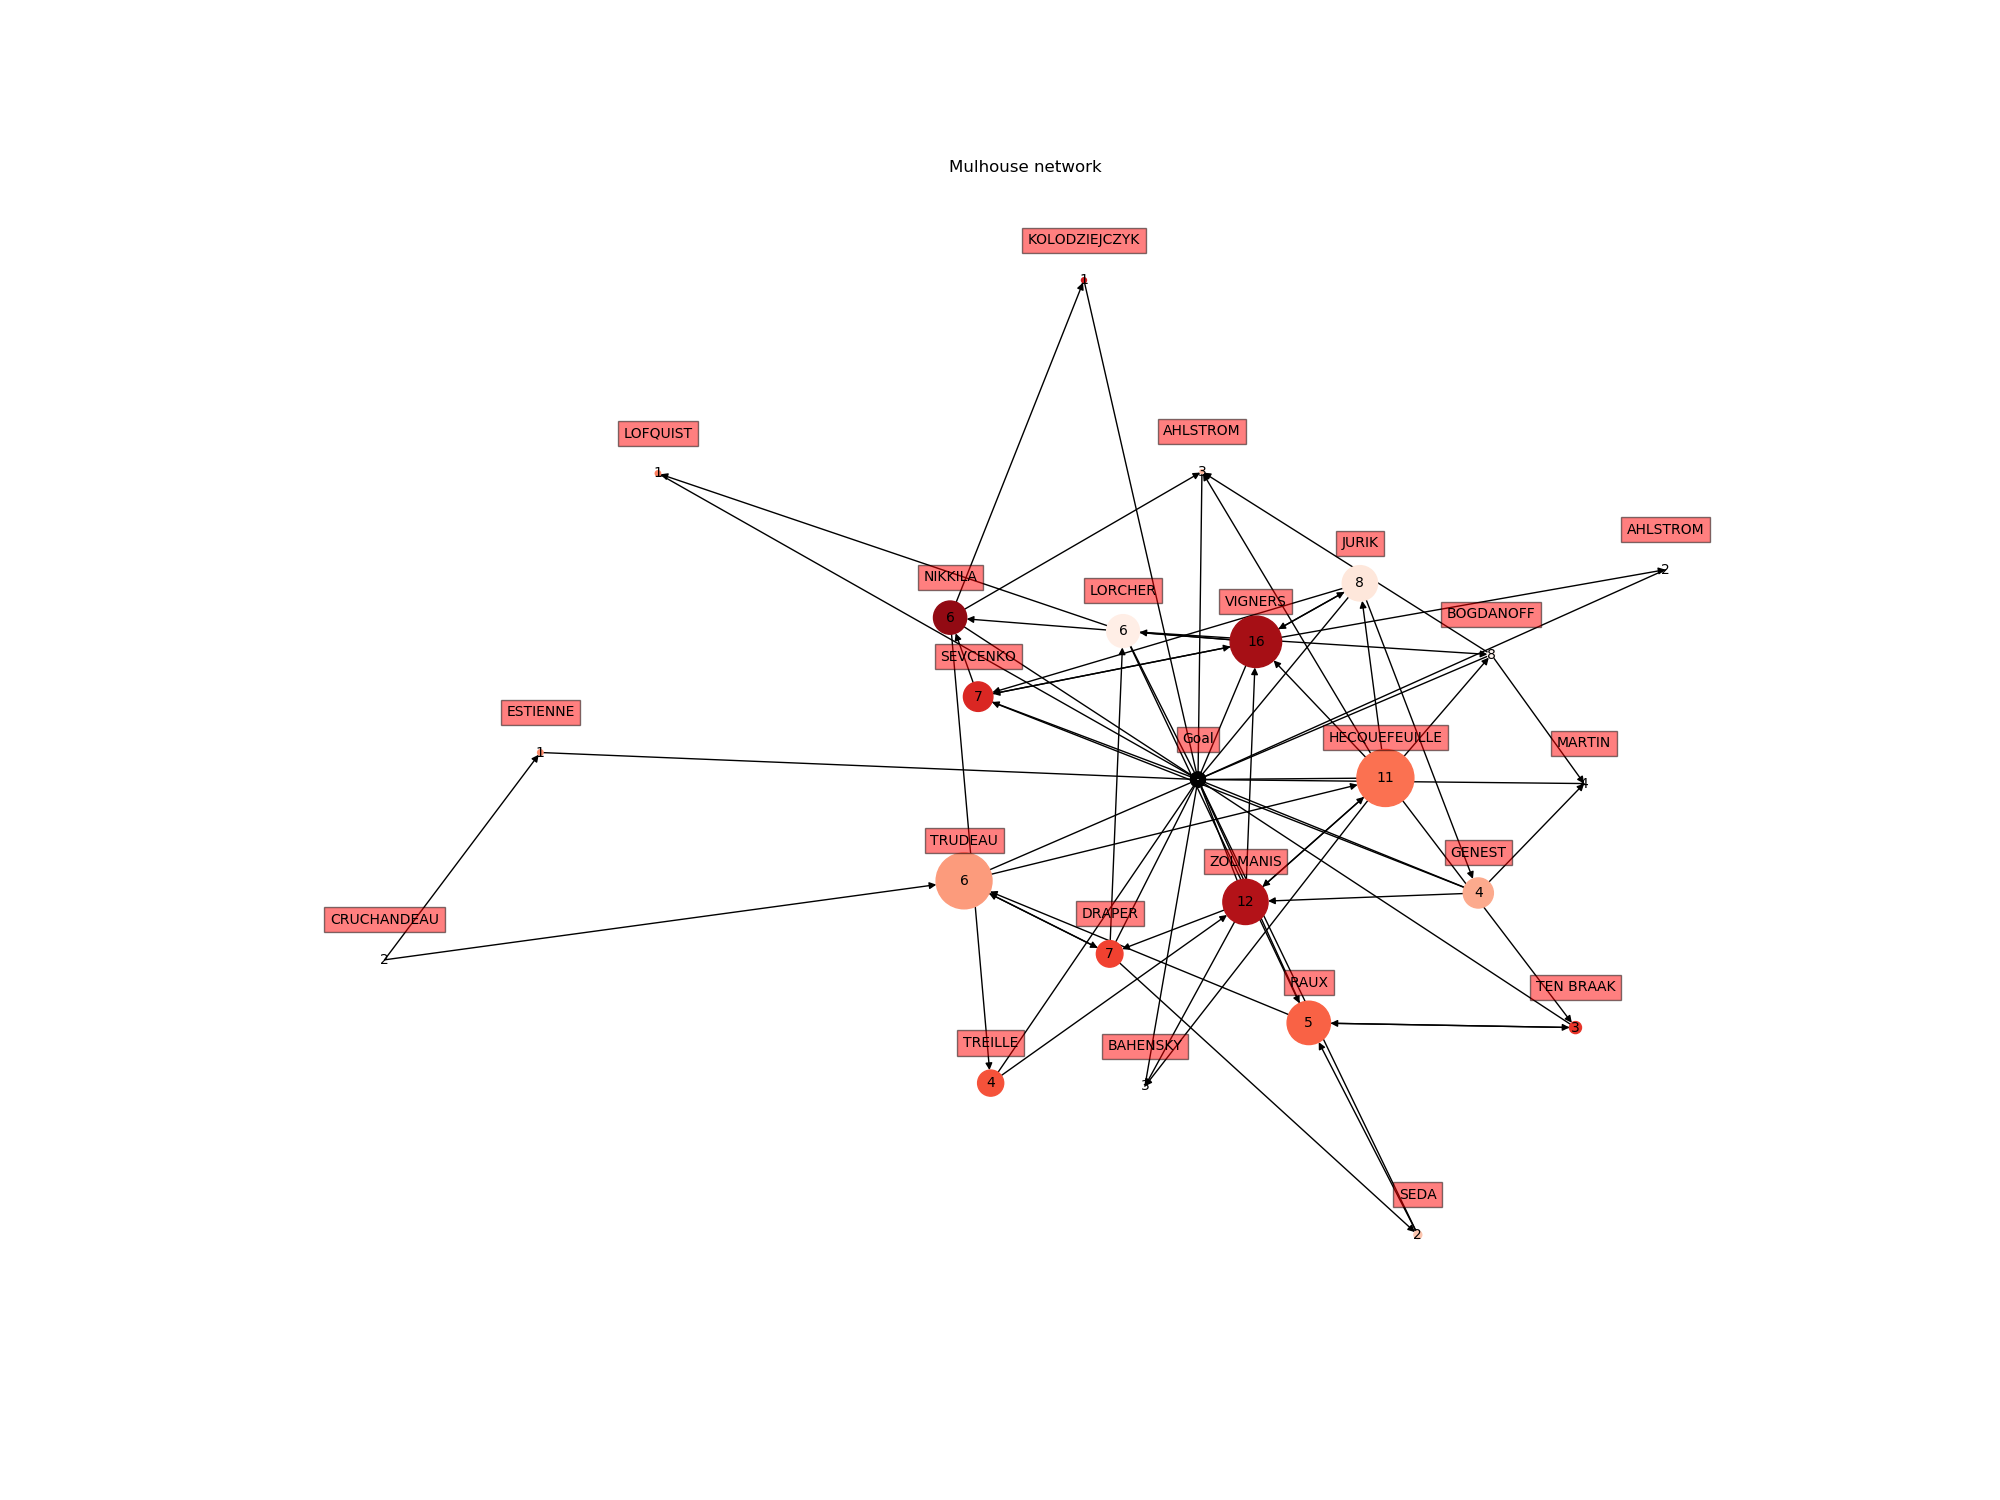 Mulhouse network
KOLODZIEJCZYK
1
LOFQUIST
1
AHLSTROM
3
AHLSTROM
2
JURIK
8
NIKKILA
6
LORCHER
6
VIGNERS
16
BOGDANOFF
8
SEVCENKO
7
ESTIENNE
1
Goal
HECQUEFEUILLE
11
MARTIN
4
TRUDEAU
6
ZOLMANIS
12
GENEST
4
CRUCHANDEAU
2
DRAPER
7
RAUX
5
TEN BRAAK
3
TREILLE
4
BAHENSKY
3
SEDA
2